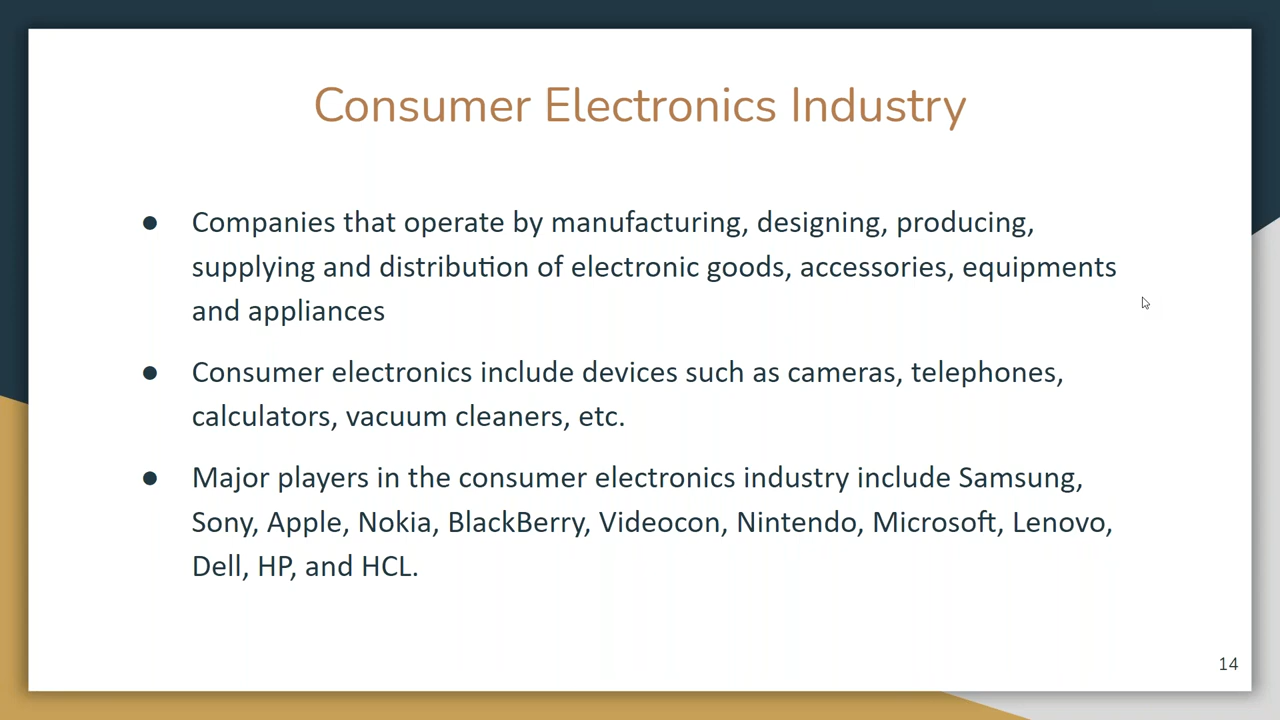 Consumer Electronics Industry
● Companies that operate by manufacturing, designing, producing,
supplying and distribution of electronic goods, accessories, equipments
and appliances
● Consumer electronics include devices such as cameras, telephones,
calculators, vacuum cleaners, etc.
● Major players in the consumer electronics industry include Samsung,
Sony, Apple, Nokia, BlackBerry, Videocon, Nintendo, Microsoft, Lenovo,
Dell, HP, and HCL.
14